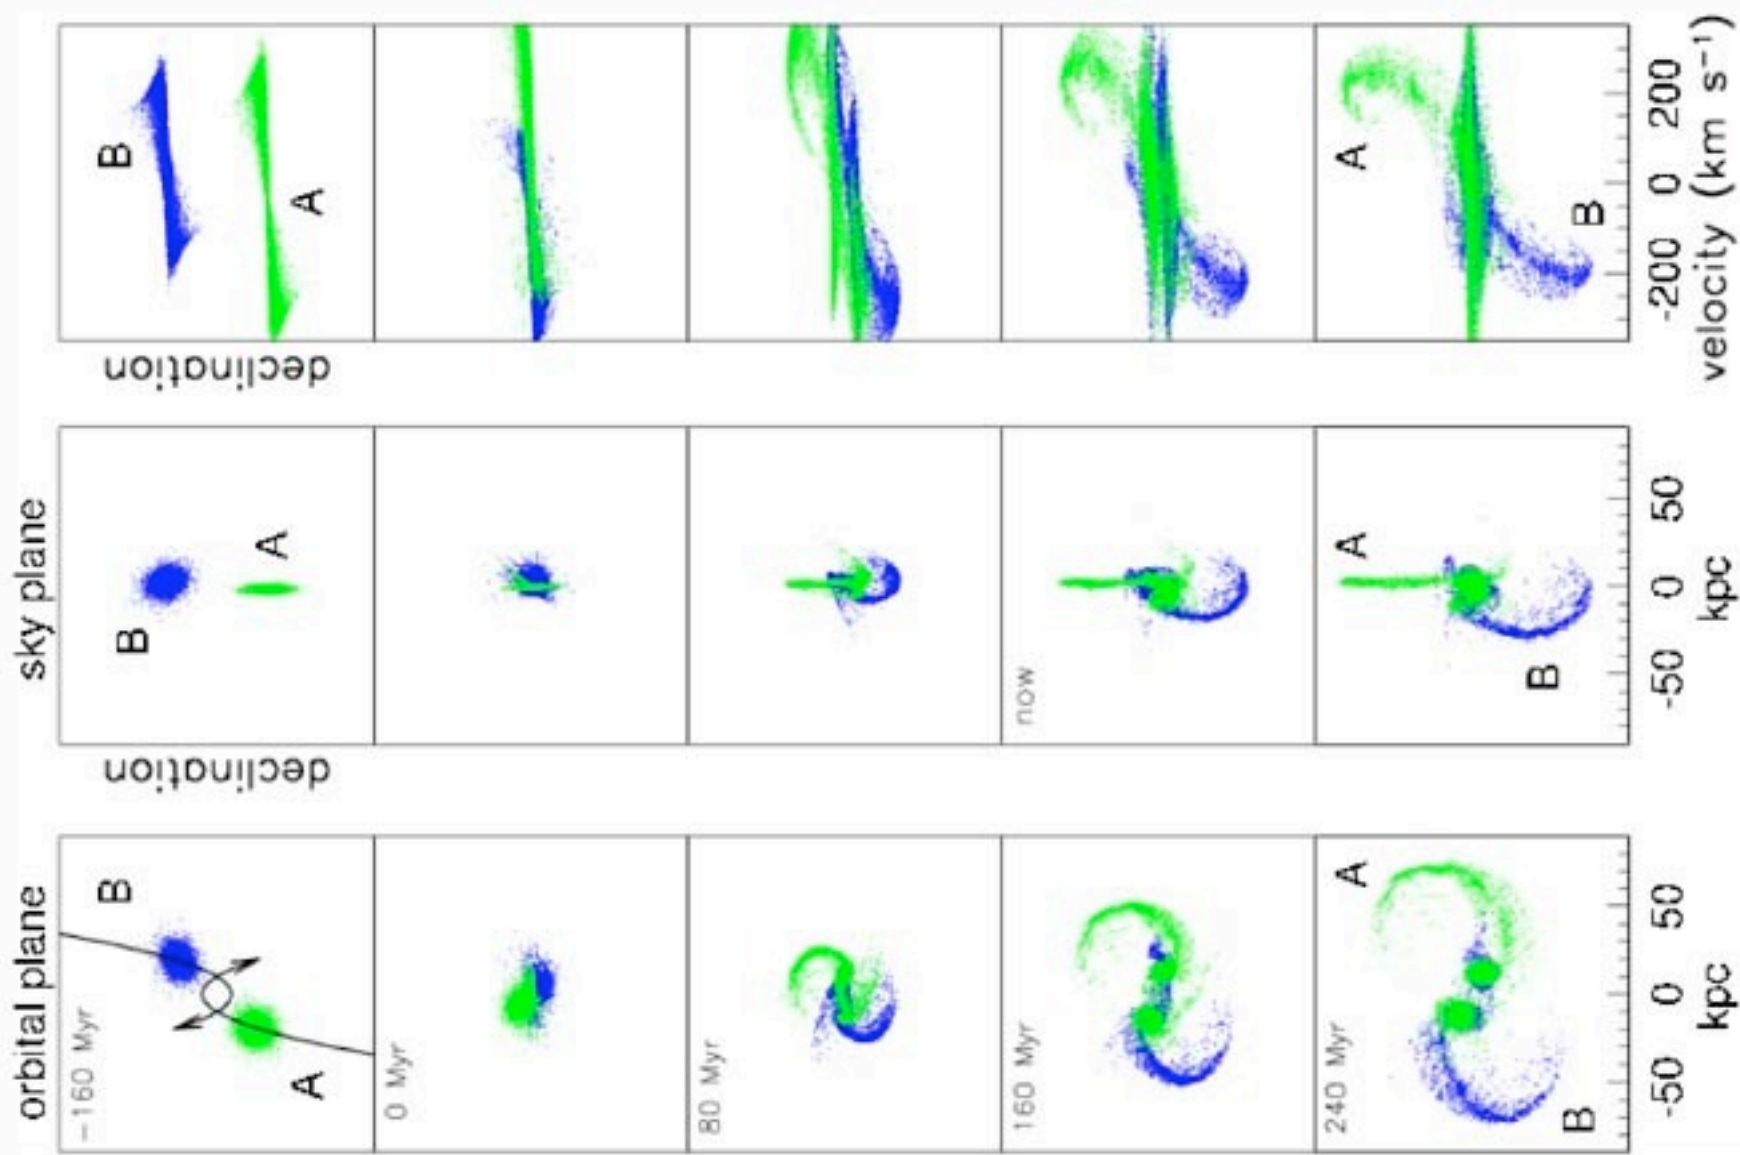 orbital plane
sky plane
−160 Myr
B
A
declination
B
A
declination
B
A
0 Myr
80 Myr
160 Myr
now
240 Myr
A
B
A
B
A
B
-50 0 50
kpc
-50 0 50
kpc
-200 0 200
velocity (km s⁻¹)